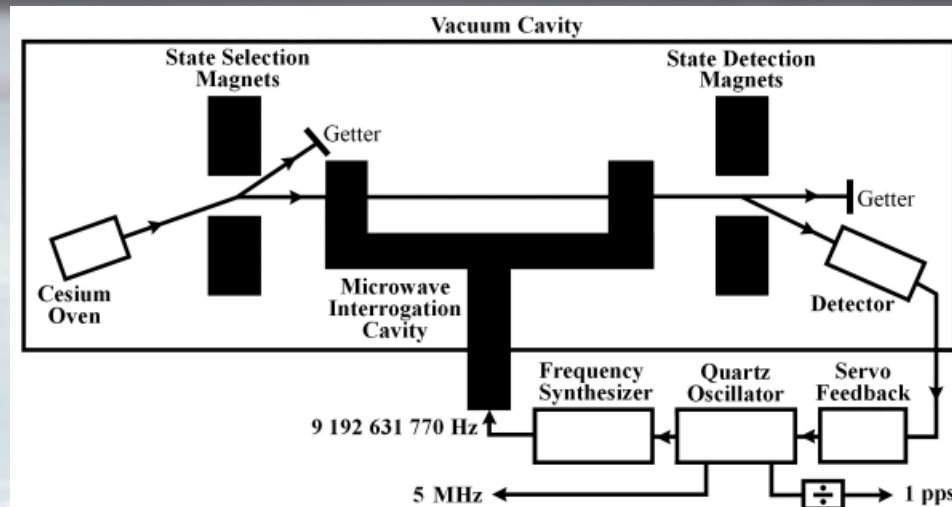 Vacuum Cavity
State Selection
Magnets
State Detection
Magnets
Getter
Getter
Cesium
Oven
Microwave
Interrogation
Cavity
Detector
Frequency
Synthesizer
Quartz
Oscillator
Servo
Feedback
9 192 631 770 Hz
5 MHz
÷
1 pps